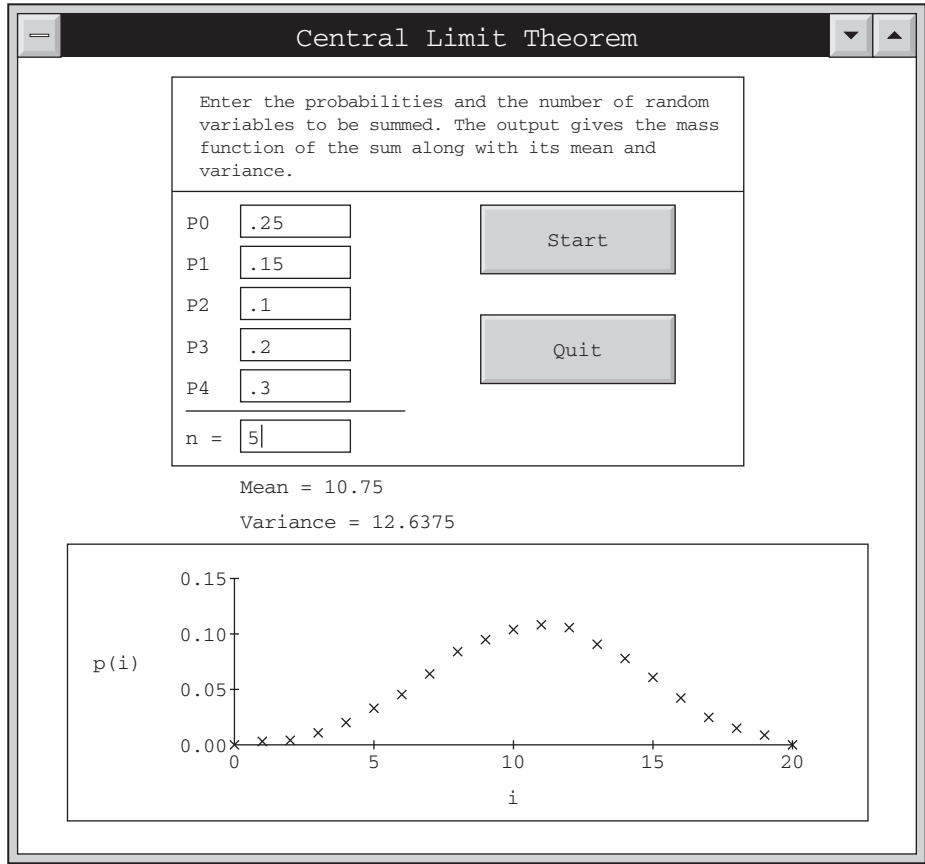 Central Limit Theorem
Enter the probabilities and the number of random
variables to be summed. The output gives the mass
function of the sum along with its mean and
variance.
P0 .25
P1 .15
P2 .1
P3 .2
P4 .3
n = 5
Start
Quit
Mean = 10.75
Variance = 12.6375
0.15
0.10
p(i)
0.05
0.00
0 5 10 15 20
i